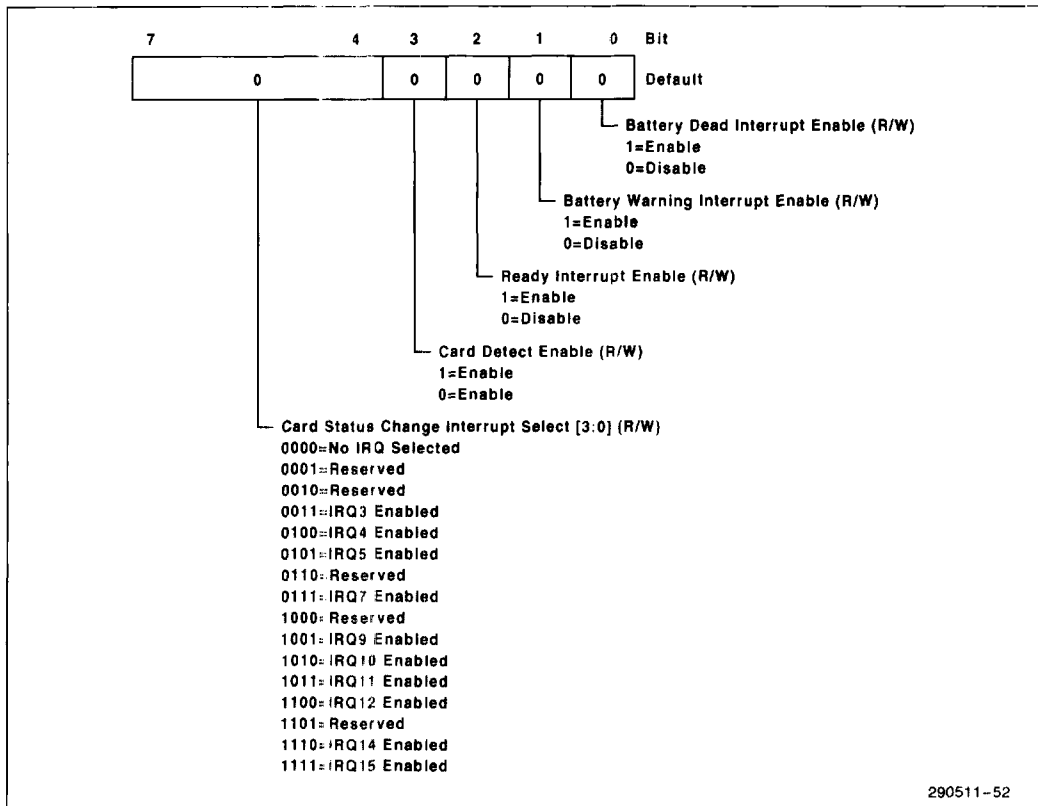 7 4 3 2 1 0 Bit
0 0 0 0 0 Default
Battery Dead Interrupt Enable (R/W)
1=Enable
0=Disable
Battery Warning Interrupt Enable (R/W)
1=Enable
0=Disable
Ready Interrupt Enable (R/W)
1=Enable
0=Disable
Card Detect Enable (R/W)
1=Enable
0=Enable
Card Status Change Interrupt Select [3:0] (R/W)
0000=No IRQ Selected
0001=Reserved
0010=Reserved
0011=IRQ3 Enabled
0100=IRQ4 Enabled
0101=IRQ5 Enabled
0110=Reserved
0111=IRQ7 Enabled
1000=Reserved
1001=IRQ9 Enabled
1010=IRQ10 Enabled
1011=IRQ11 Enabled
1100=IRQ12 Enabled
1101=Reserved
1110=IRQ14 Enabled
1111=IRQ15 Enabled
290511-52